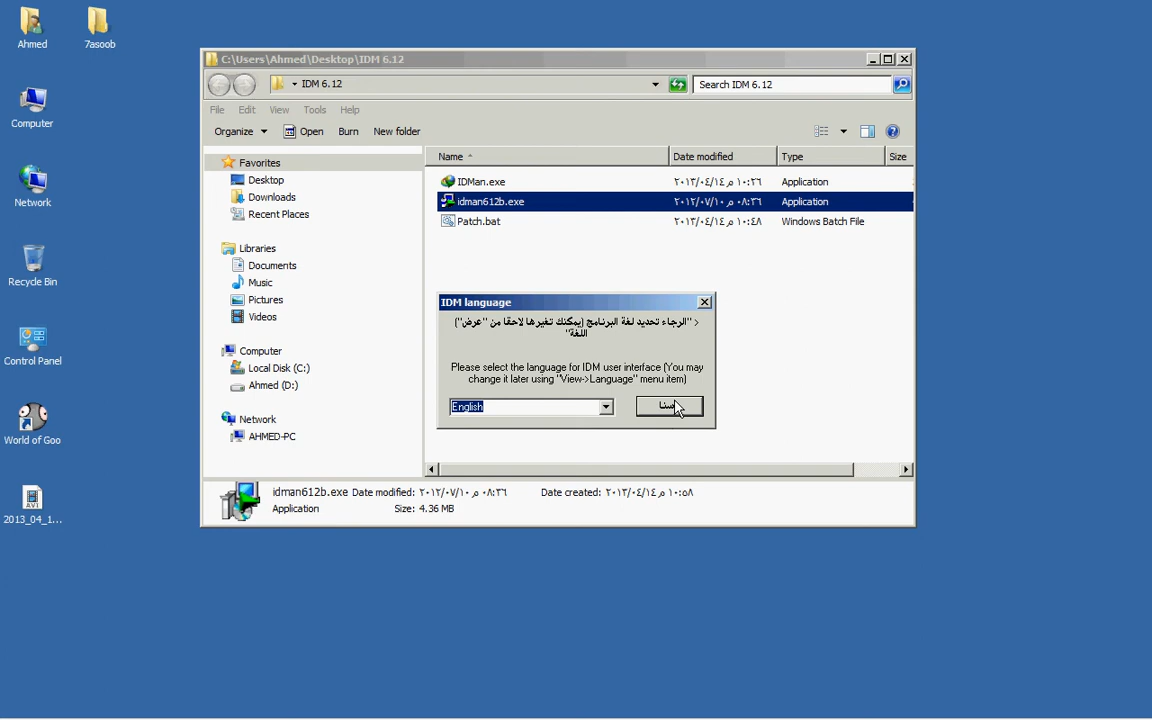 Ahmed
7asoob
Computer
Network
Recycle Bin
Control Panel
World of Goo
AVI
2013_04_1...
C:\Users\Ahmed\Desktop\IDM 6.12
IDM 6.12
Search IDM 6.12
File Edit View Tools Help
Organize Open Burn New folder
Name Date modified Type Size
IDMan.exe ٢٠١٣/٠٤/١٤ م ١٠:٢٦ Application
idman612b.exe ٢٠١٢/٠٧/١٠ م ٠٨:٣٦ Application
Patch.bat ٢٠١٣/٠٤/١٤ م ١٠:٤٨ Windows Batch File
Favorites
Desktop
Downloads
Recent Places
Libraries
Documents
Music
Pictures
Videos
Computer
Local Disk (C:)
Ahmed (D:)
Network
AHMED-PC
IDM language
> "الرجاء تحديد لغة البرنامج (يمكنك تغيرها لاحقا من "عرض")
اللغة"
Please select the language for IDM user interface (You may
change it later using "View->Language" menu item)
English
idman612b.exe Date modified: ٢٠١٢/٠٧/١٠ م ٠٨:٣٦ Date created: ٢٠١٣/٠٤/١٤ م ١٠:٥٨
Application Size: 4.36 MB